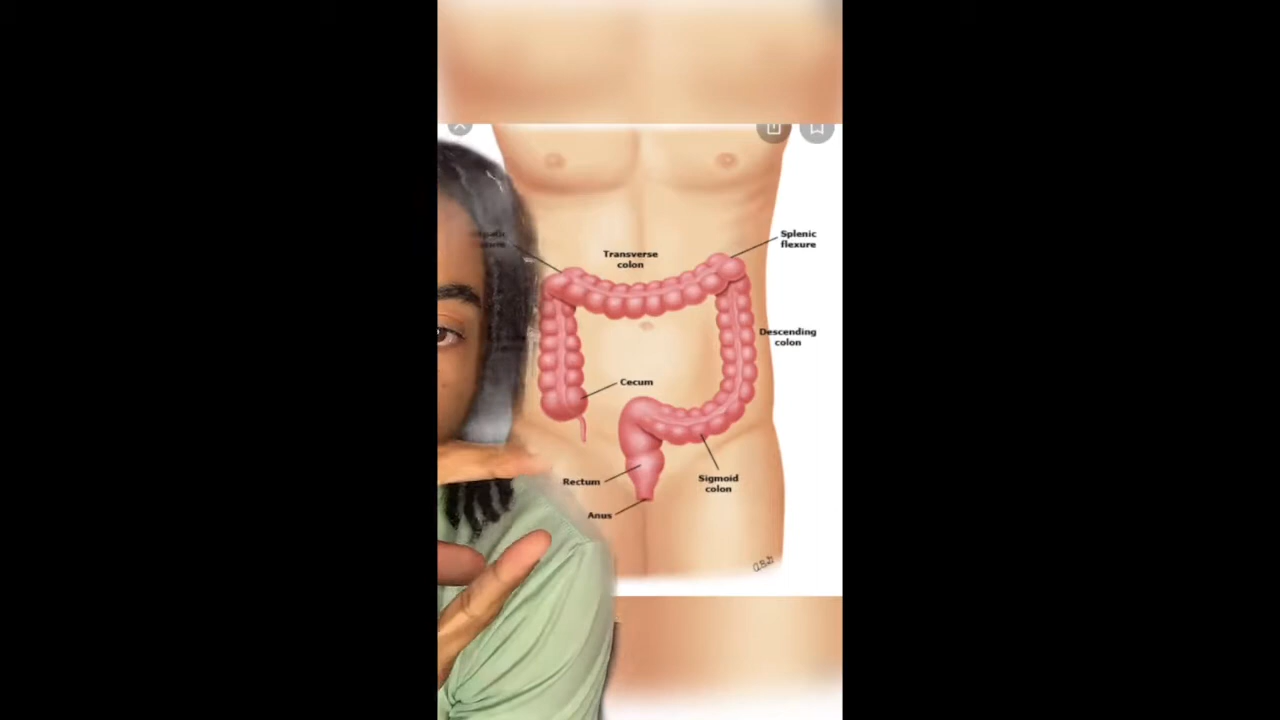 Splenic
flexure
Transverse
colon
Descending
colon
Cecum
Sigmoid
colon
Rectum
Anus